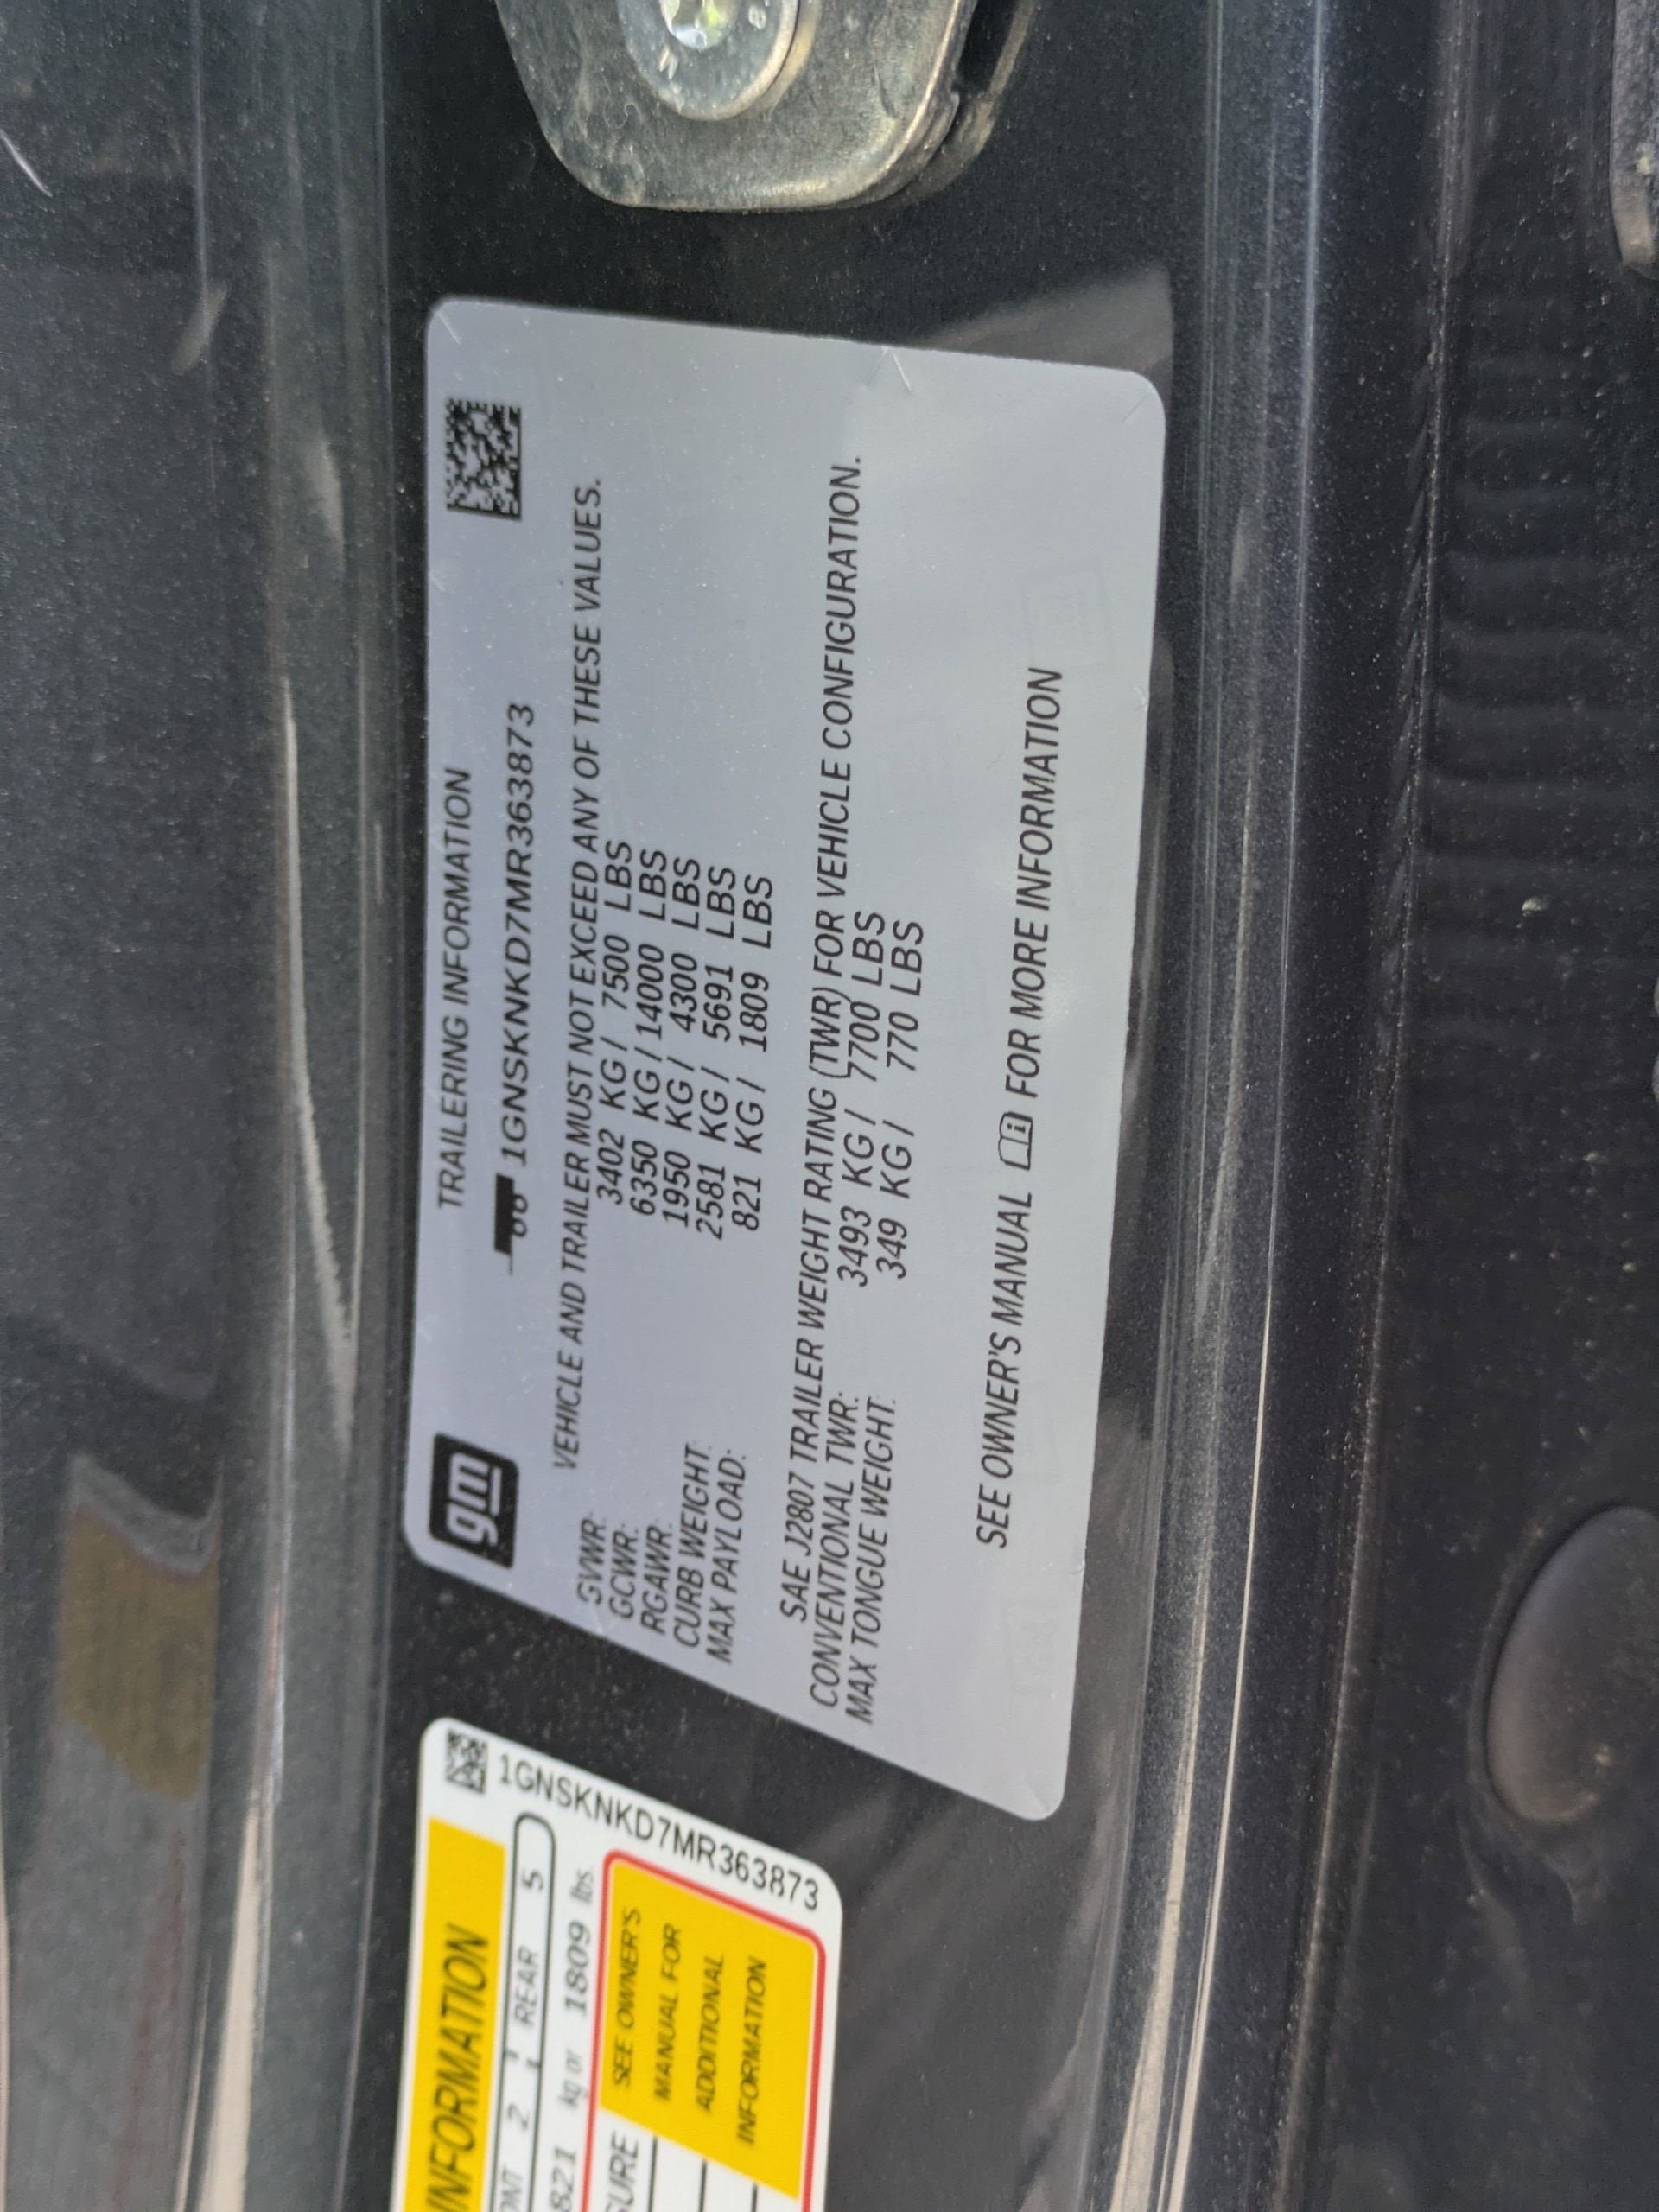 gm
TRAILERING INFORMATION
1GNSKNKD7MR363873
VEHICLE AND TRAILER MUST NOT EXCEED ANY OF THESE VALUES.
GVWR: 3402 KG / 7500 LBS
GCWR: 6350 KG / 14000 LBS
RGAWR: 1950 KG / 4300 LBS
CURB WEIGHT: 2581 KG / 5691 LBS
MAX PAYLOAD: 821 KG / 1809 LBS
SAE J2807 TRAILER WEIGHT RATING (TWR) FOR VEHICLE CONFIGURATION.
CONVENTIONAL TWR: 3493 KG / 7700 LBS
MAX TONGUE WEIGHT: 349 KG / 770 LBS
SEE OWNER'S MANUAL FOR MORE INFORMATION
INFORMATION
2 REAR 5
821 kg or 1809 lbs.
SEE OWNER'S
MANUAL FOR
ADDITIONAL
INFORMATION
1GNSKNKD7MR363873